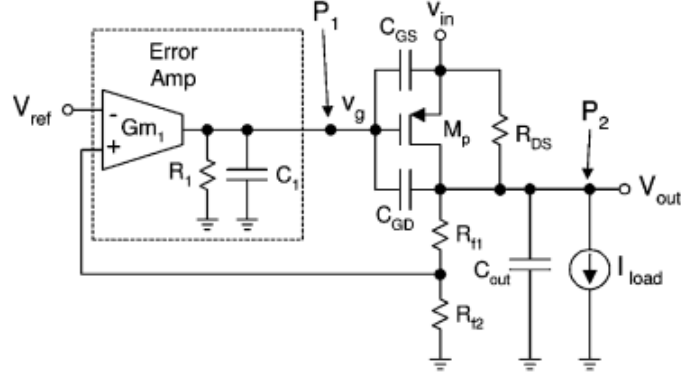 P1
CGS
vin
Error
Amp
Vref
-
Gm1
+
vg
Mp
RDS
P2
R1
C1
CGD
Vout
Rf1
Cout
Iload
Rf2